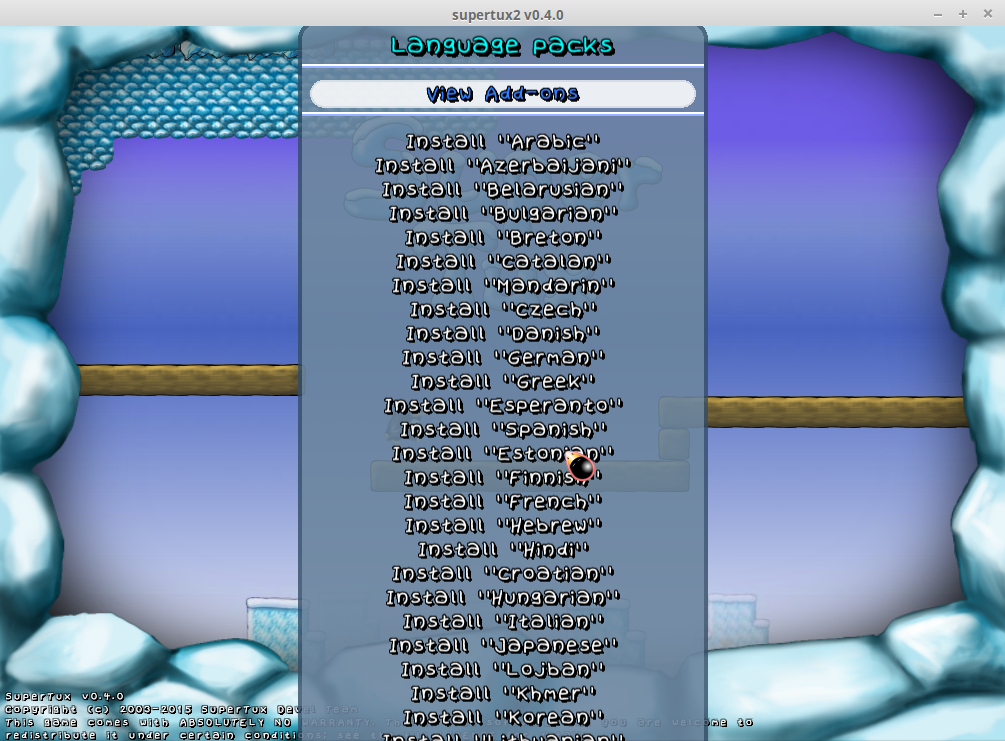 supertux2 v0.4.0
Language packs
View Add-ons
Install "Arabic"
Install "Azerbaijani"
Install "Belarusian"
Install "Bulgarian"
Install "Breton"
Install "Catalan"
Install "Mandarin"
Install "Czech"
Install "Danish"
Install "German"
Install "Greek"
Install "Esperanto"
Install "Spanish"
Install "Estonian"
Install "Finnish"
Install "French"
Install "Hebrew"
Install "Hindi"
Install "Croatian"
Install "Hungarian"
Install "Italian"
Install "Japanese"
Install "Lojban"
Install "Khmer"
Install "Korean"
Install "Lithuanian"
SuperTux v0.4.0
Copyright (c) 2003-2015 SuperTux Devel Team
This game comes with ABSOLUTELY NO WARRANTY. This you are welcome to
redistribute it under certain conditions; see